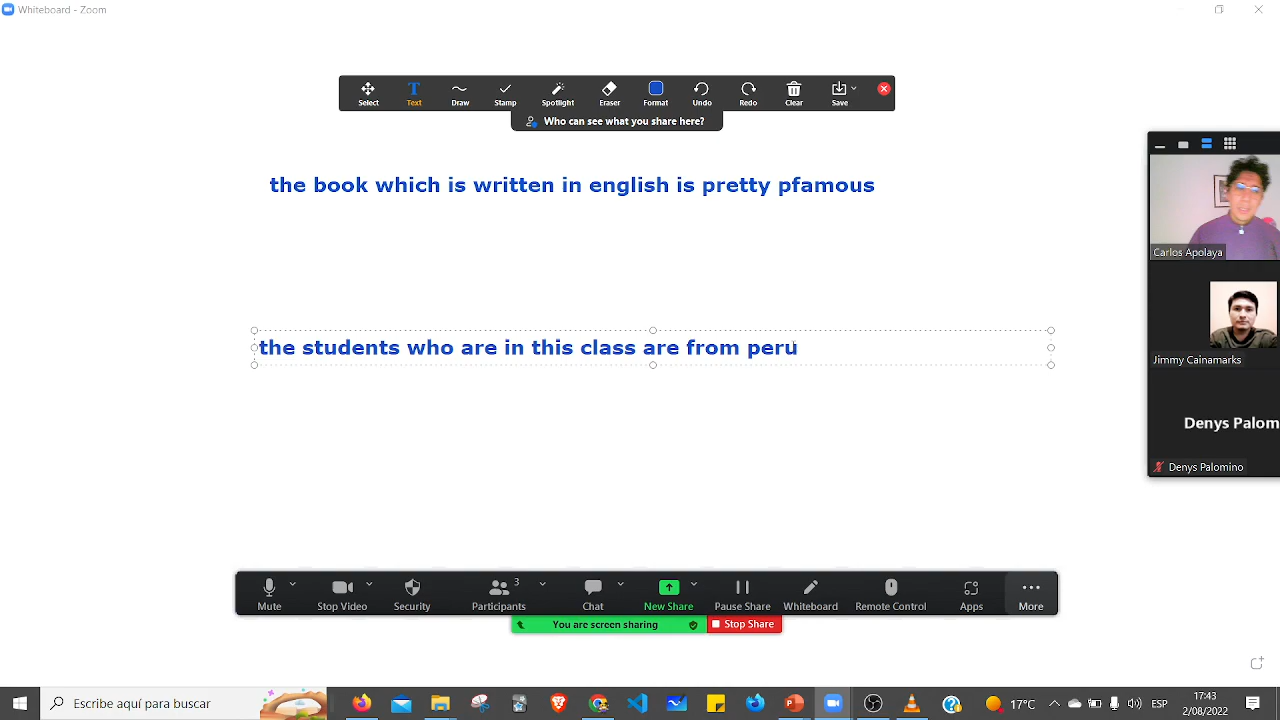 Whiteboard - Zoom
Select Text Draw Stamp Spotlight Eraser Format Undo Redo Clear Save
Who can see what you share here?
the book which is written in english is pretty pfamous
Carlos Apolaya
the students who are in this class are from peru
Jimmy Cainamarks
Denys Palom
Denys Palomino
3
Mute Stop Video Security Participants Chat New Share Pause Share Whiteboard Remote Control Apps More
You are screen sharing Stop Share
Escribe aquí para buscar
17°C
ESP
17:43
2/08/2022